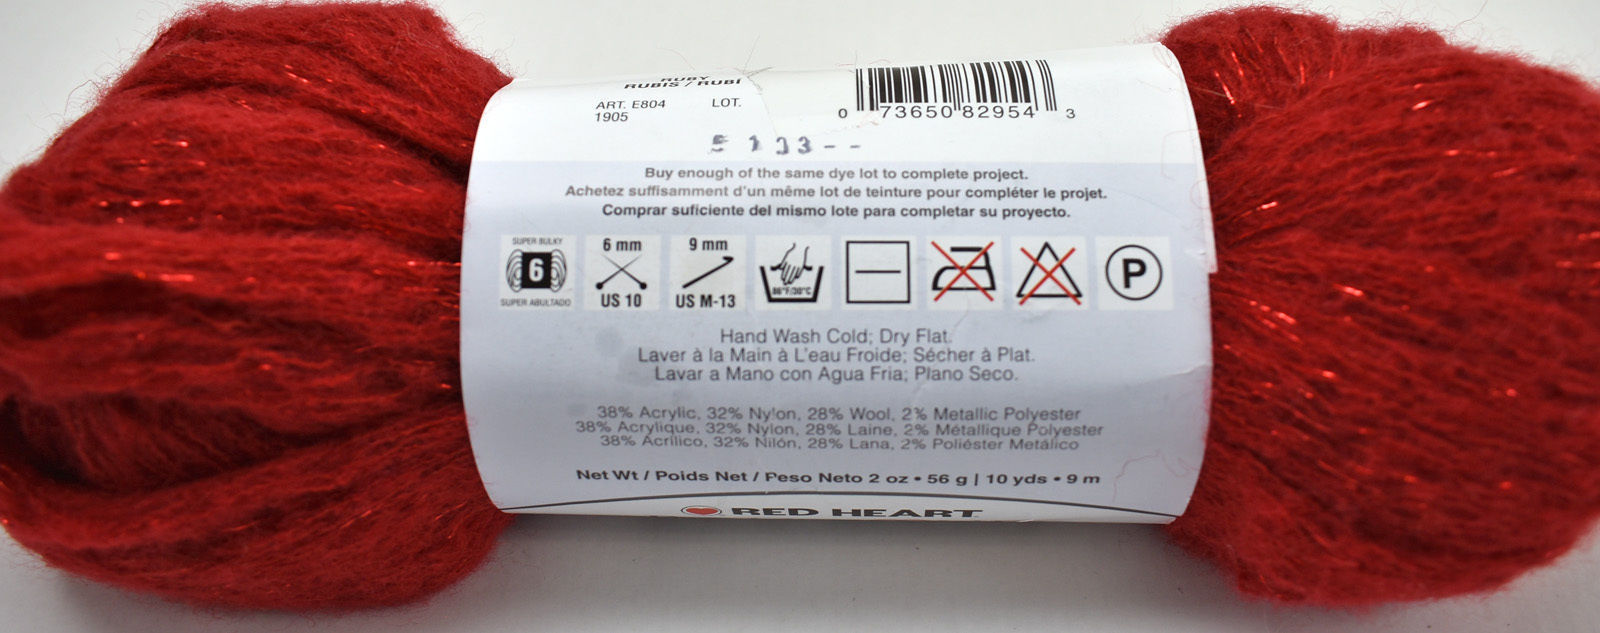 RUBY
RUBIS / RUBÍ
ART. E804 LOT.
1905
0 73650 82954 3
Buy enough of the same dye lot to complete project.
Achetez suffisamment d'un même lot de teinture pour compléter le projet.
Comprar suficiente del mismo lote para completar su proyecto.
SUPER BULKY
6
SUPER ABULTADO
6 mm
US 10
9 mm
US M-13
86°F/30°C
P
Hand Wash Cold; Dry Flat.
Laver à la Main à L'eau Froide; Sécher à Plat.
Lavar a Mano con Agua Fria; Plano Seco.
38% Acrylic, 32% Nylon, 28% Wool, 2% Metallic Polyester
38% Acrylique, 32% Nylon, 28% Laine, 2% Métallique Polyester
38% Acrílico, 32% Nilón, 28% Lana, 2% Poliéster Metálico
Net Wt / Poids Net / Peso Neto 2 oz • 56 g | 10 yds • 9 m
RED HEART